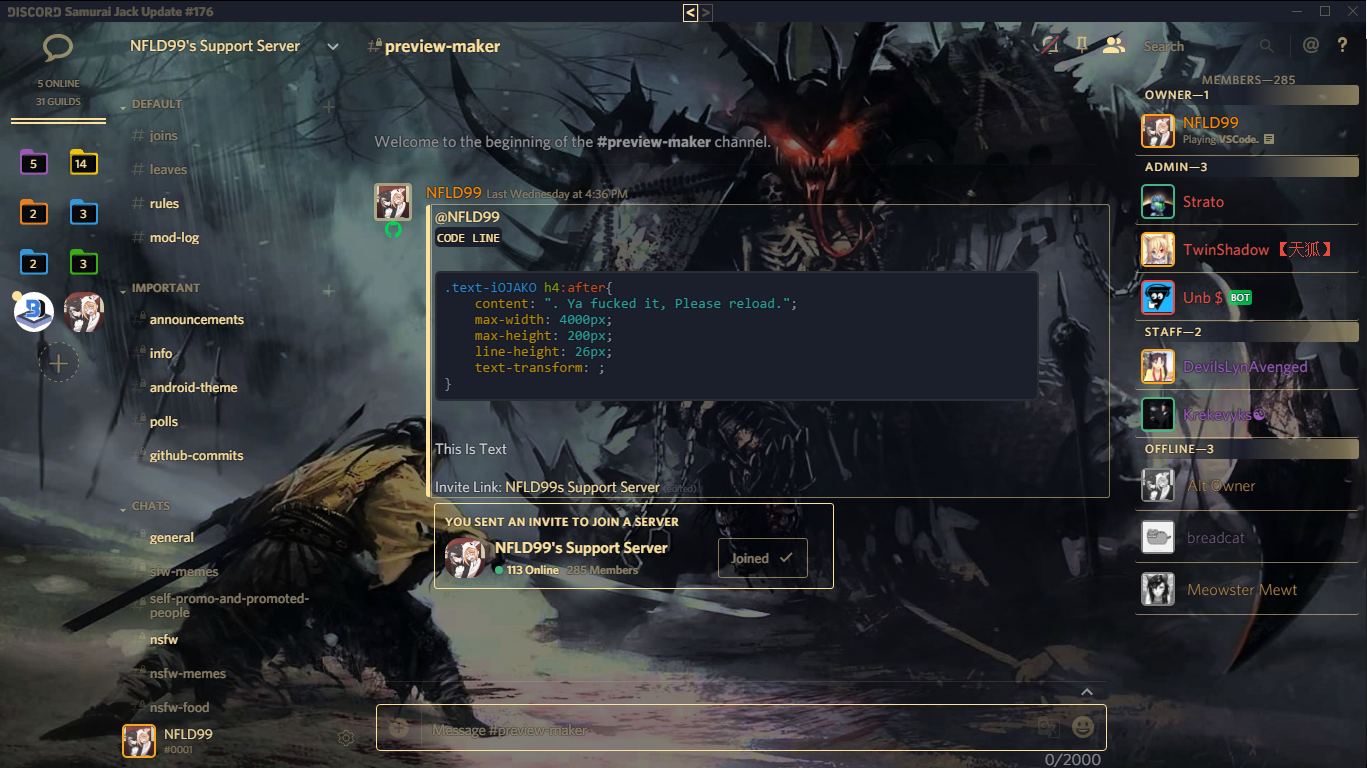 DISCORD Samurai Jack Update #176
< >
5 ONLINE
31 GUILDS
5
14
2
3
2
3
NFLD99's Support Server
DEFAULT
# joins
# leaves
rules
mod-log
IMPORTANT
announcements
info
android-theme
polls
github-commits
CHATS
general
sfw-memes
self-promo-and-promoted-
people
nsfw
nsfw-memes
nsfw-food
NFLD99
#0001
#preview-maker
Search
@ ?
Welcome to the beginning of the #preview-maker channel.
NFLD99 Last Wednesday at 4:36 PM
@NFLD99
CODE LINE
.text-iOJAKO h4:after{
content: ". Ya fucked it, Please reload.";
max-width: 4000px;
max-height: 200px;
line-height: 26px;
text-transform: ;
}
This Is Text
Invite Link: NFLD99s Support Server (edited)
YOU SENT AN INVITE TO JOIN A SERVER
NFLD99's Support Server
113 Online 285 Members
Joined
Message #preview-maker
0/2000
MEMBERS—285
OWNER—1
NFLD99
Playing VSCode.
ADMIN—3
Strato
TwinShadow 【天狐】
Unb $ BOT
STAFF—2
DevilsLynAvenged
Krekevyks☯
OFFLINE—3
Alt Owner
breadcat
Meowster Mewt